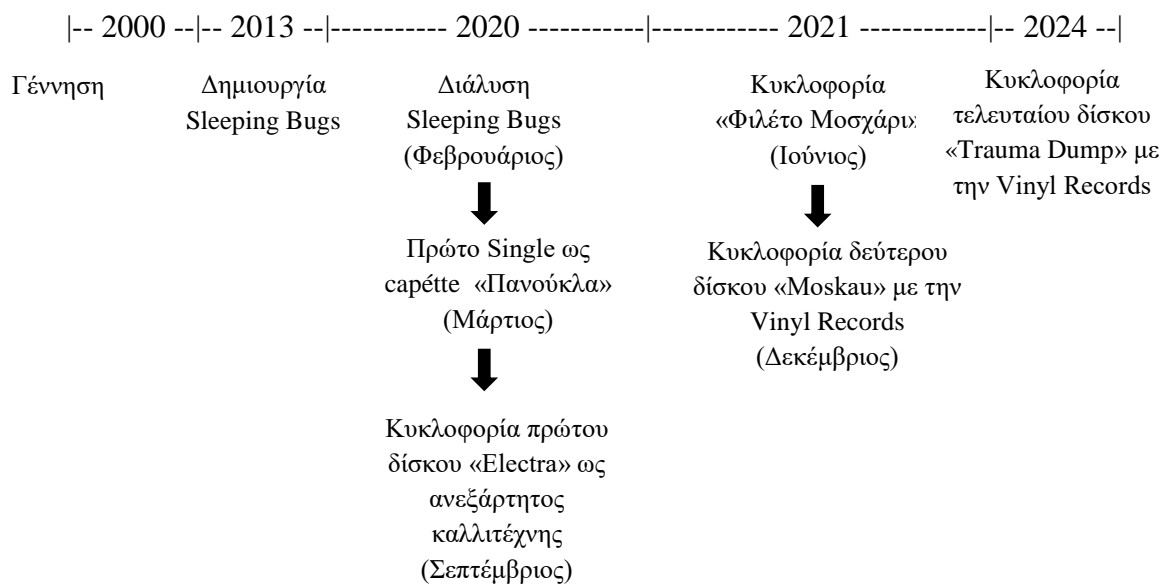 |-- 2000 --|-- 2013 --|----------- 2020 -----------|------------ 2021 ------------|-- 2024 --|
Γέννηση
Δημιουργία
Sleeping Bugs
Διάλυση
Sleeping Bugs
(Φεβρουάριος)
Πρώτο Single ως
capétte «Πανούκλα»
(Μάρτιος)
Κυκλοφορία πρώτου
δίσκου «Electra» ως
ανεξάρτητος
καλλιτέχνης
(Σεπτέμβριος)
Κυκλοφορία
«Φιλέτο Μοσχάρι»
(Ιούνιος)
Κυκλοφορία δεύτερου
δίσκου «Moskau» με την
Vinyl Records
(Δεκέμβριος)
Κυκλοφορία
τελευταίου δίσκου
«Trauma Dump» με
την Vinyl Records